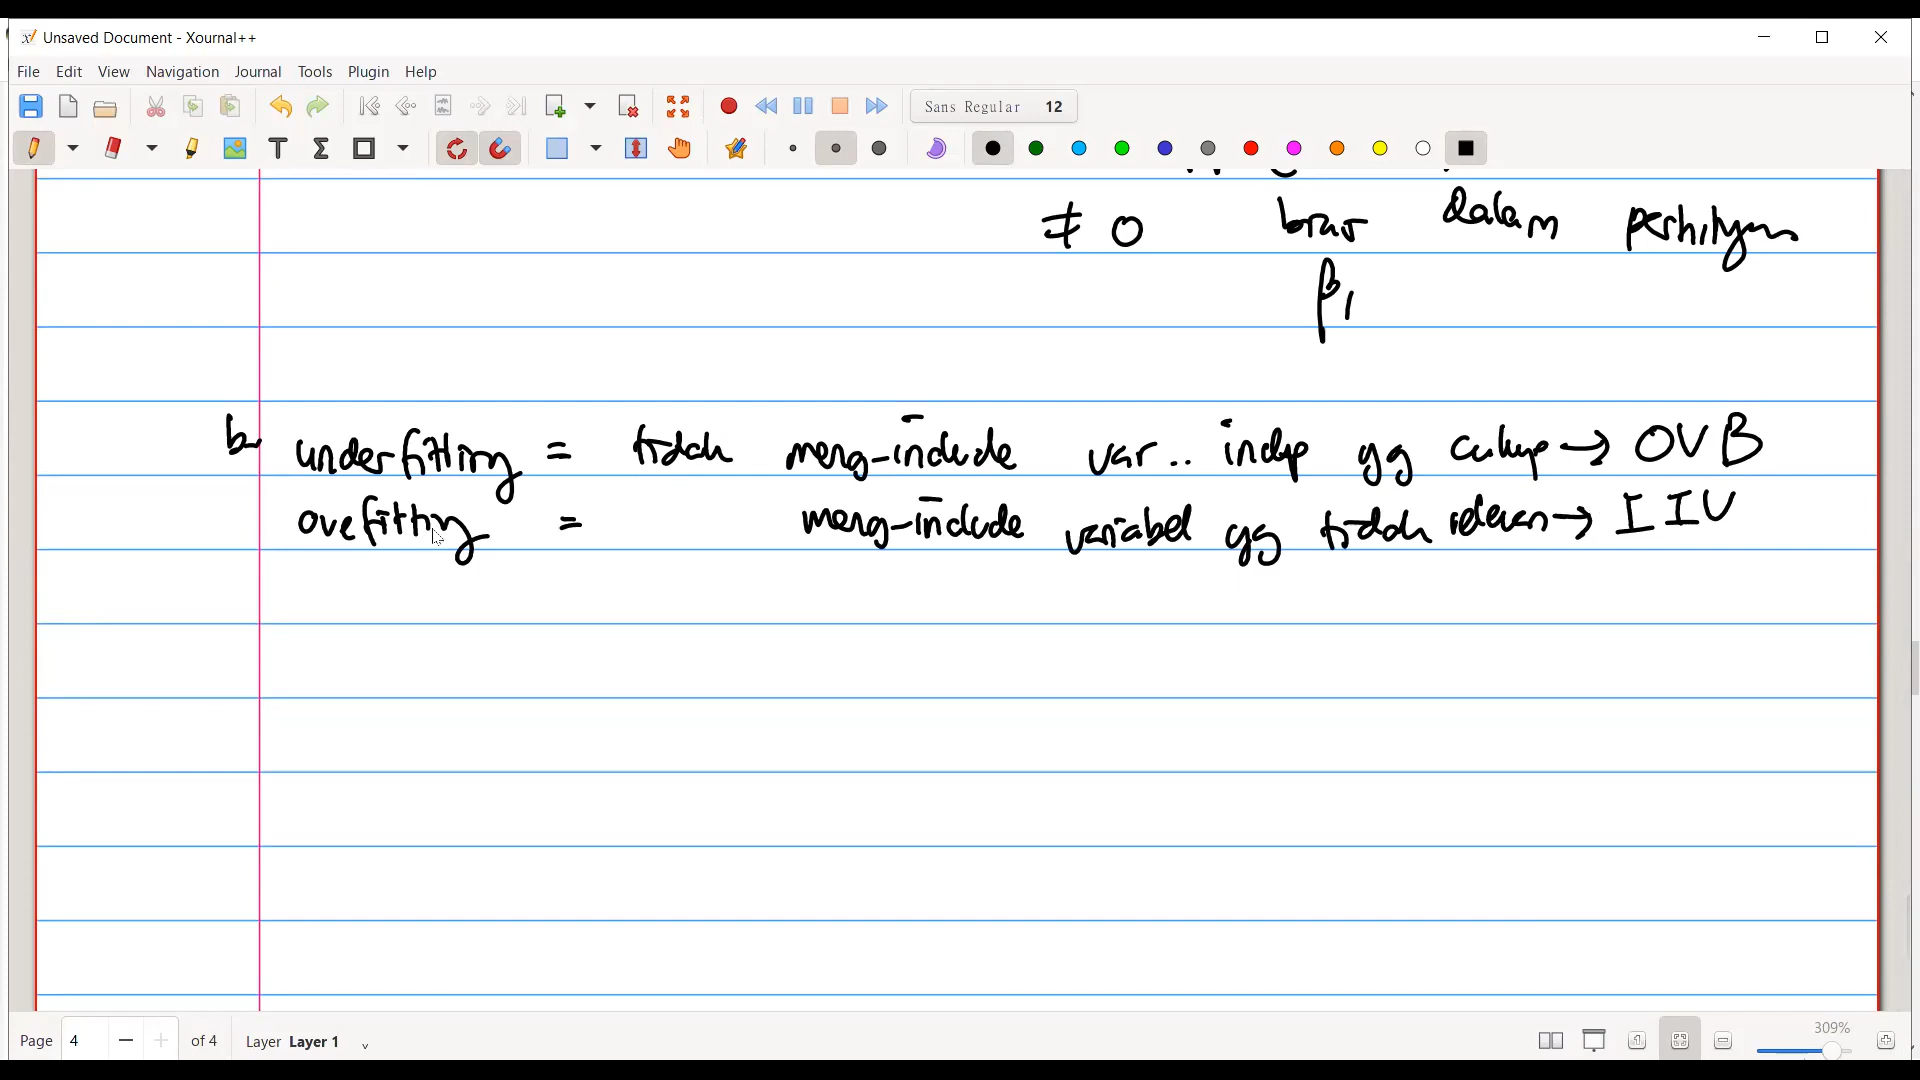 Unsaved Document - Xournal++
File Edit View Navigation Journal Tools Plugin Help
Sans Regular 12
≠ 0 besar dalam perhitungan
β1
b. underfitting = tidak meng-include var.. indep yg cukup → OVB
ovefitting = meng-include variabel yg tidak relevan → IIV
Page 4 of 4 Layer Layer 1 309%